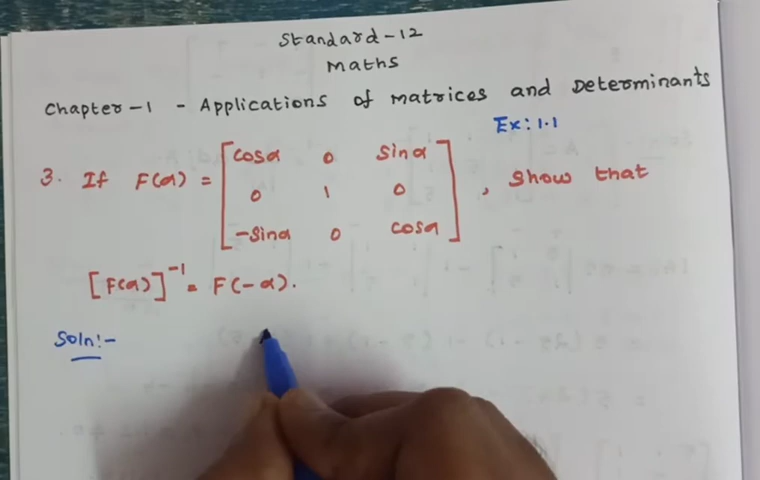 Standard-12
Maths
Chapter-1 - Applications of matrices and Determinants
Ex: 1.1
3. If F(α) = [cosα 0 sinα
0 1 0
-sinα 0 cosα] , Show that
[F(α)]⁻¹ = F(-α).
Soln:-